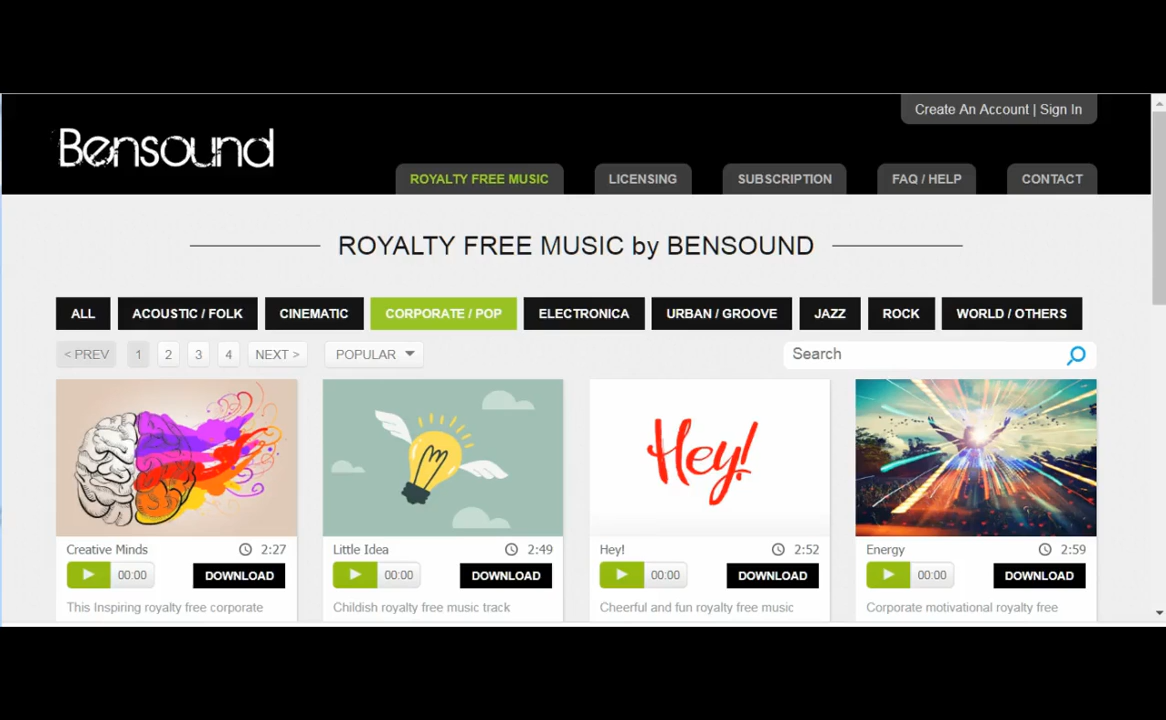 Create An Account | Sign In
Bensound
ROYALTY FREE MUSIC LICENSING SUBSCRIPTION FAQ / HELP CONTACT
ROYALTY FREE MUSIC by BENSOUND
ALL ACOUSTIC / FOLK CINEMATIC CORPORATE / POP ELECTRONICA URBAN / GROOVE JAZZ ROCK WORLD / OTHERS
< PREV 1 2 3 4 NEXT > POPULAR Search
Hey!
Creative Minds 2:27 Little Idea 2:49 Hey! 2:52 Energy 2:59
00:00 DOWNLOAD 00:00 DOWNLOAD 00:00 DOWNLOAD 00:00 DOWNLOAD
This Inspiring royalty free corporate Childish royalty free music track Cheerful and fun royalty free music Corporate motivational royalty free